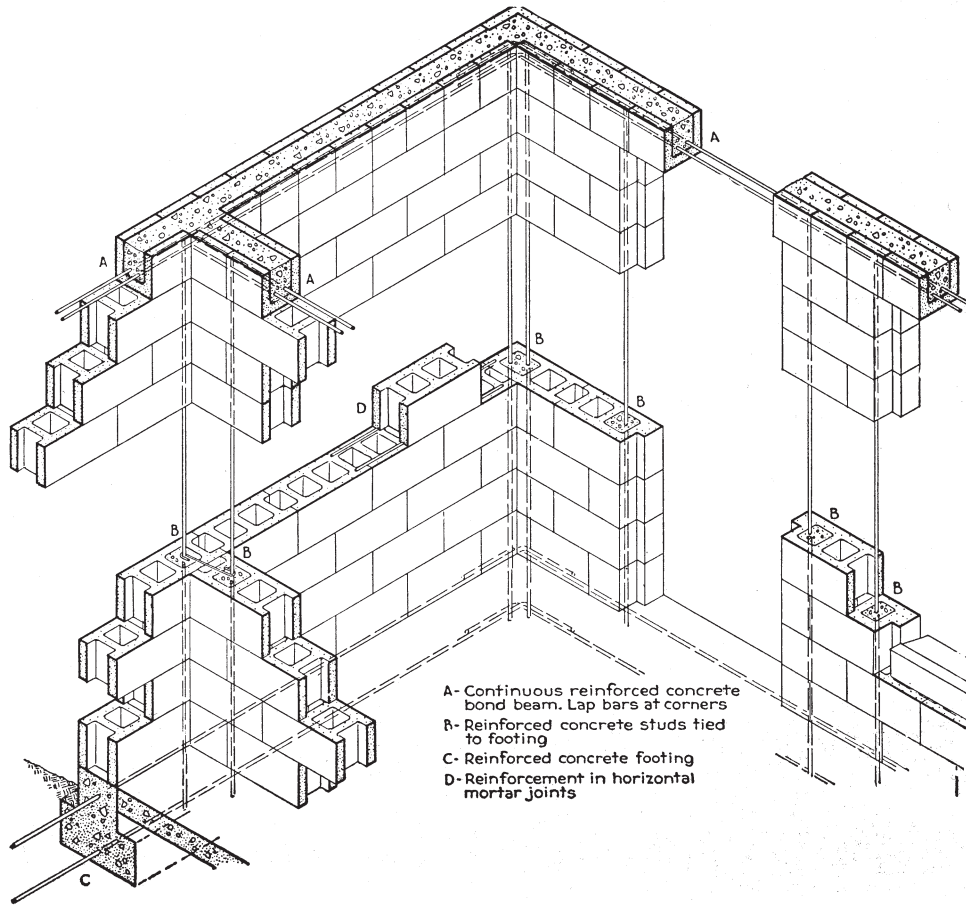 A
A
A
B
B
D
B
B
B
B
A- Continuous reinforced concrete
bond beam. Lap bars at corners
B- Reinforced concrete studs tied
to footing
C- Reinforced concrete footing
D- Reinforcement in horizontal
mortar joints
C